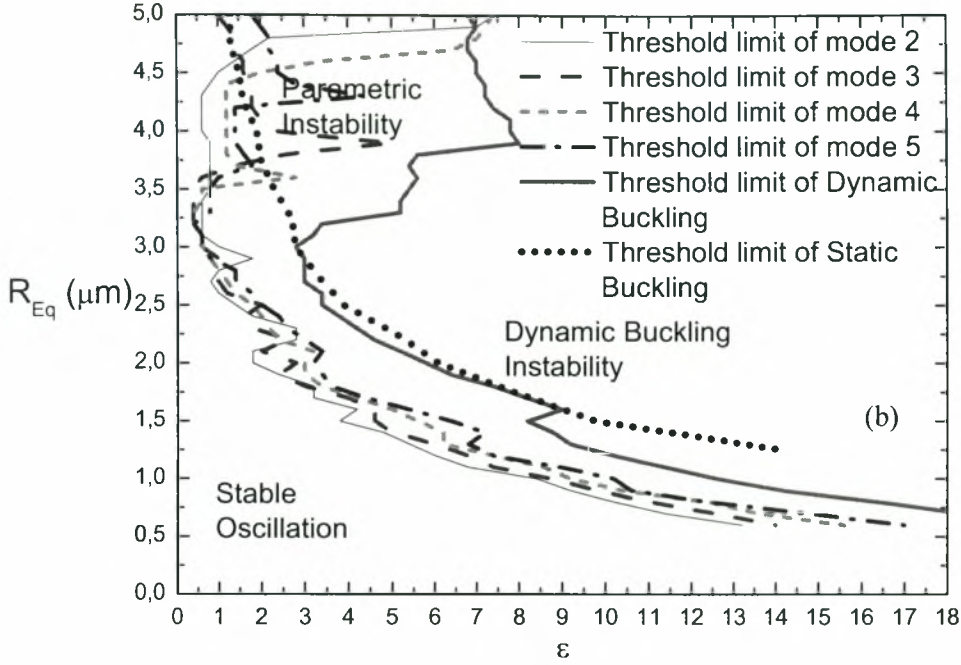 5,0
4,5
4,0
3,5
3,0
2,5
2,0
1,5
1,0
0,5
0,0
R_Eq (μm)
0 1 2 3 4 5 6 7 8 9 10 11 12 13 14 15 16 17 18
ε
Threshold limit of mode 2
Threshold limit of mode 3
Threshold limit of mode 4
Threshold limit of mode 5
Threshold limit of Dynamic
Buckling
Threshold limit of Static
Buckling
Parametric
Instability
Dynamic Buckling
Instability
(b)
Stable
Oscillation